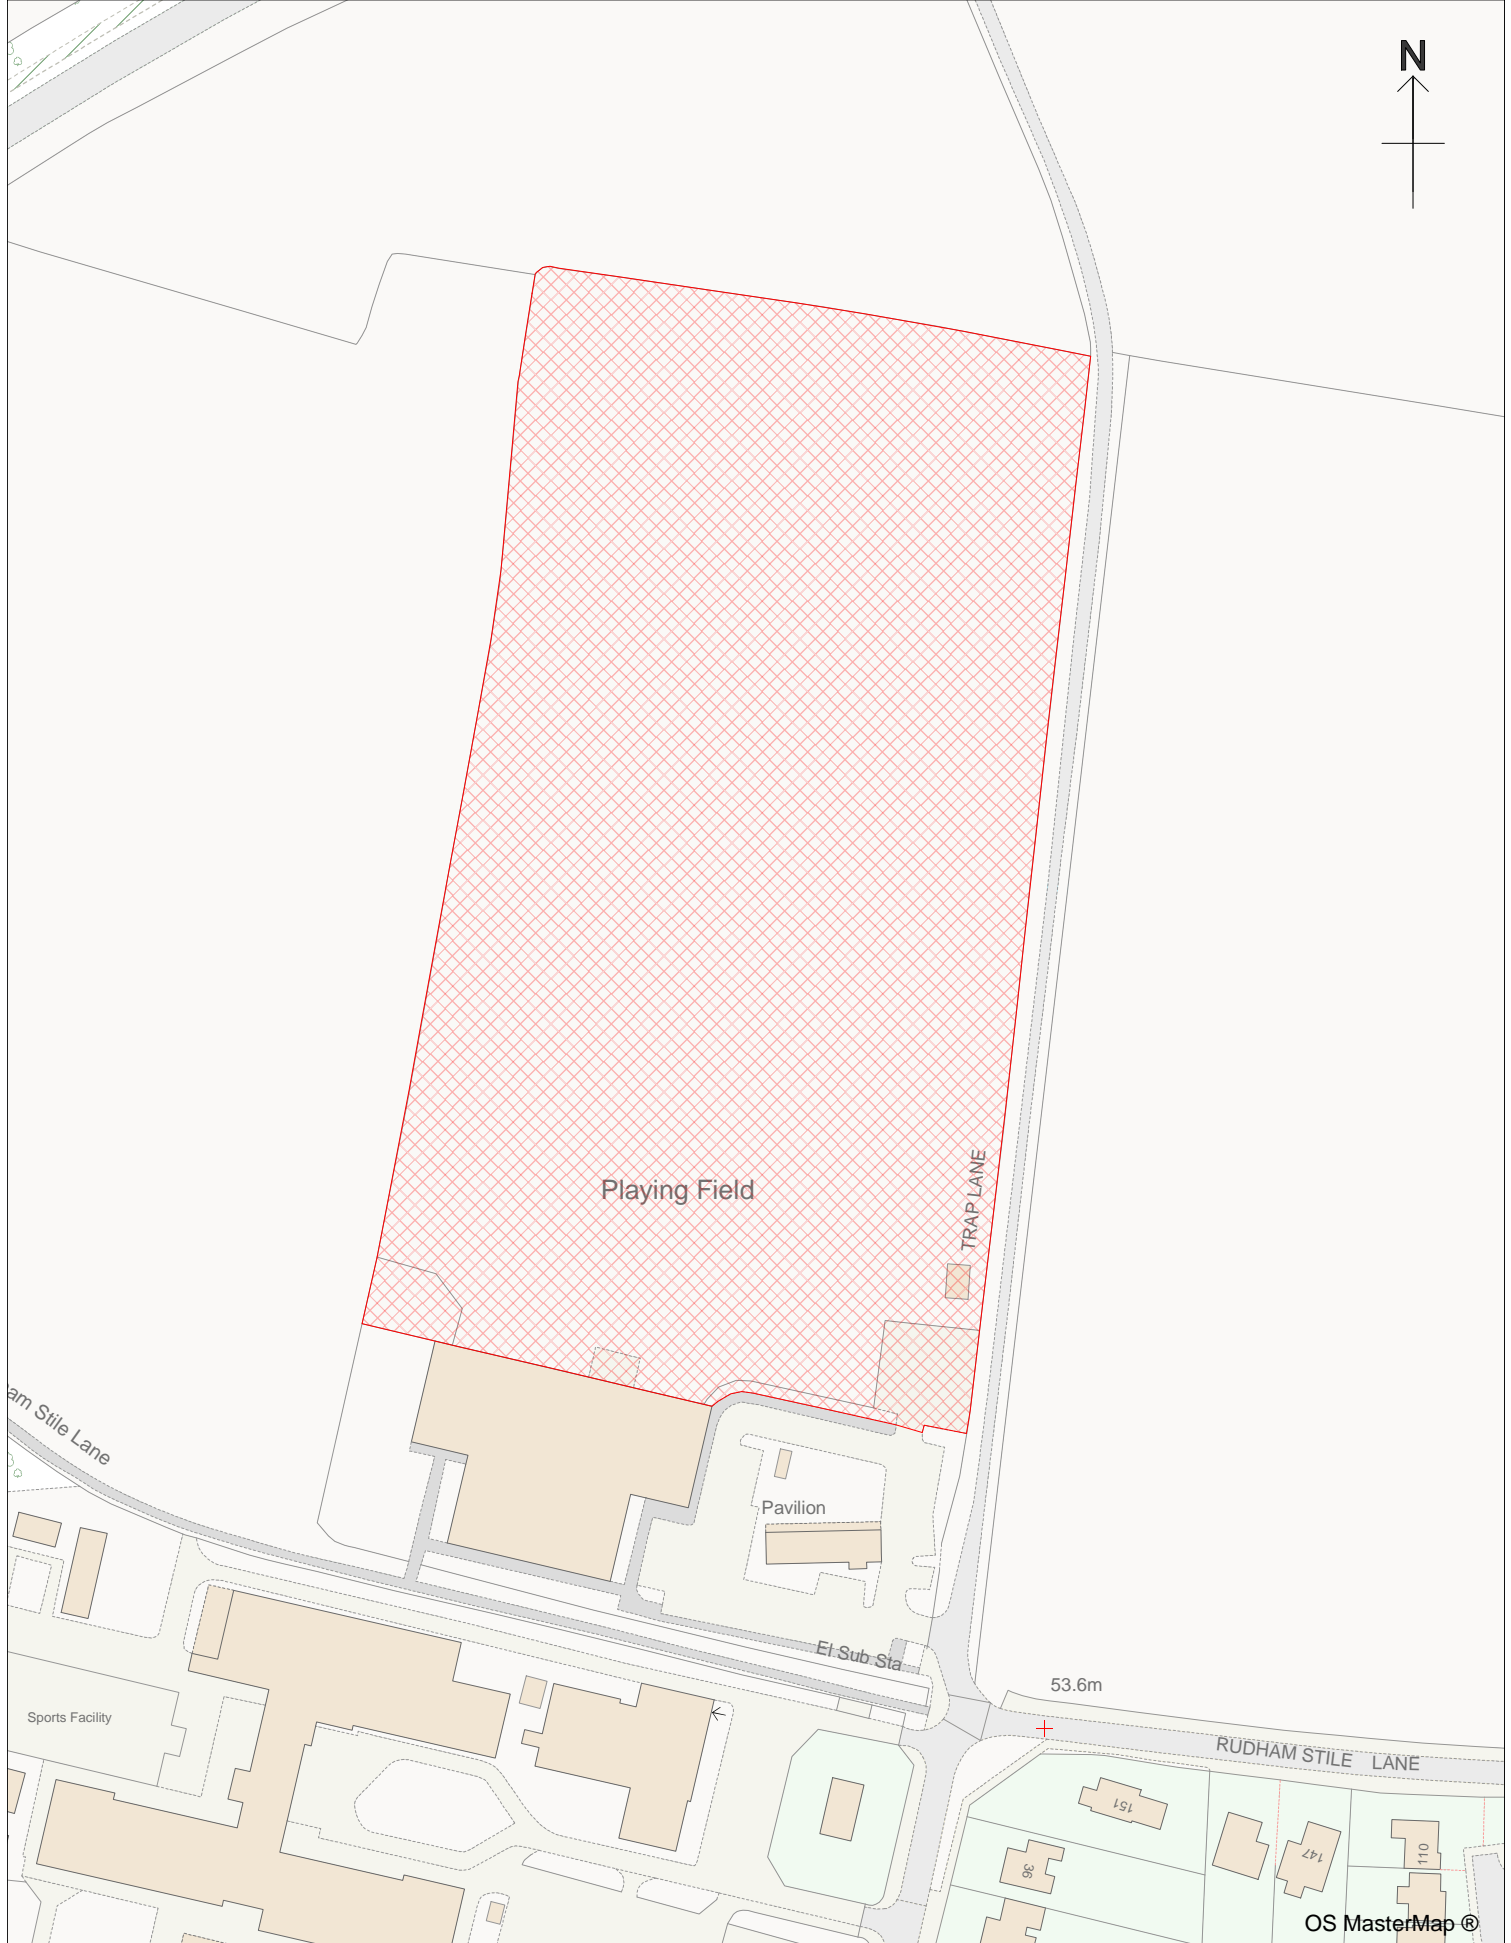 N
Playing Field
TRAP LANE
am Stile Lane
Pavilion
El Sub Sta
53.6m
Sports Facility
RUDHAM STILE LANE
151
147
110
36
OS MasterMap ®